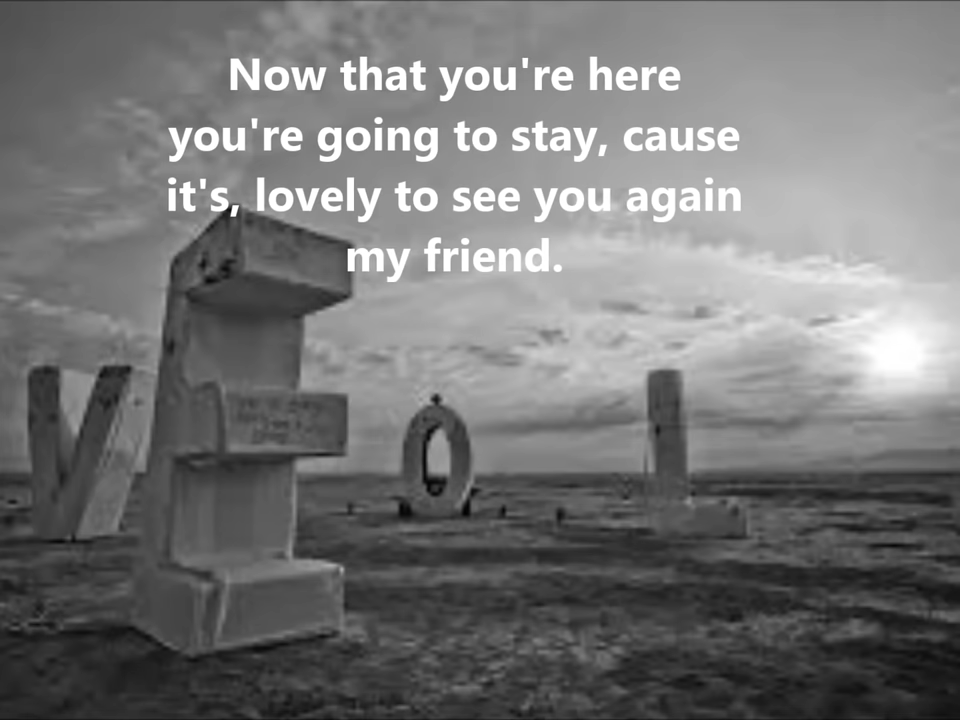 Now that you're here
you're going to stay, cause
it's, lovely to see you again
my friend.
V E O L